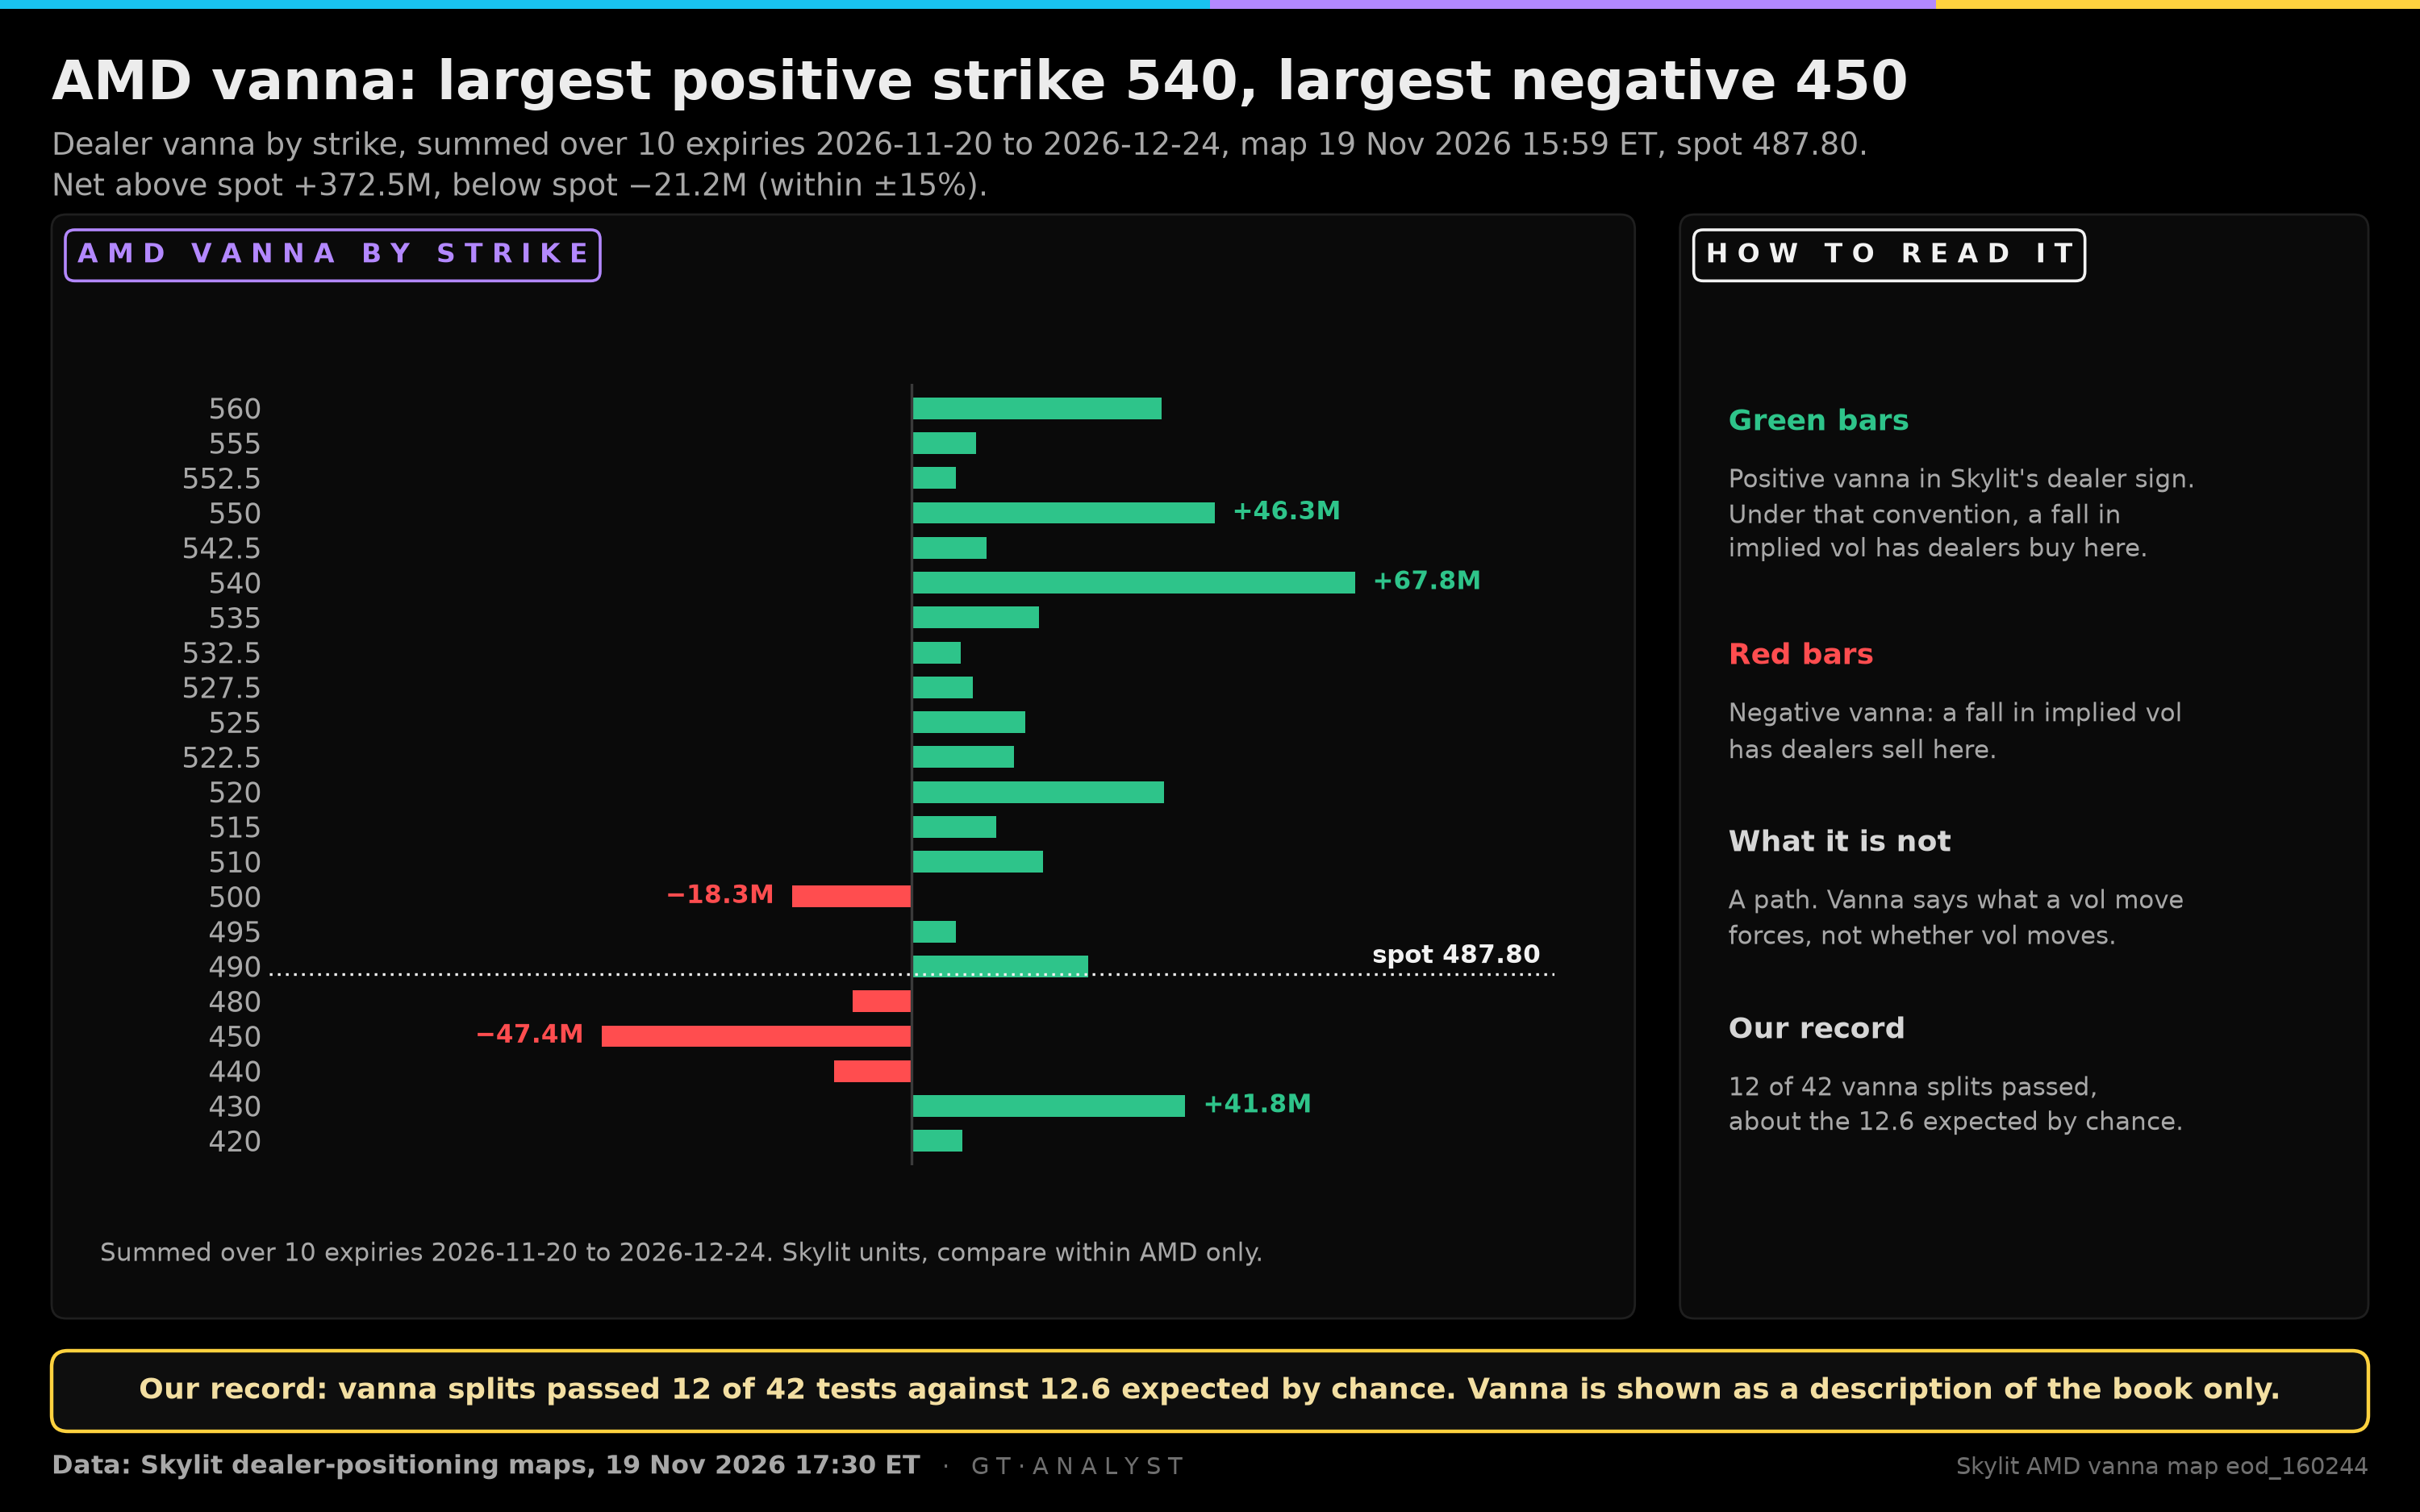 AMD vanna: largest positive strike 540, largest negative 450
Dealer vanna by strike, summed over 10 expiries 2026-11-20 to 2026-12-24, map 19 Nov 2026 15:59 ET, spot 487.80.
Net above spot +372.5M, below spot −21.2M (within ±15%).
AMD VANNA BY STRIKE
560
555
552.5
550 +46.3M
542.5
540 +67.8M
535
532.5
527.5
525
522.5
520
515
510
500 −18.3M
495
spot 487.80
490
480
450 −47.4M
440
430 +41.8M
420
Summed over 10 expiries 2026-11-20 to 2026-12-24. Skylit units, compare within AMD only.
HOW TO READ IT
Green bars
Positive vanna in Skylit's dealer sign.
Under that convention, a fall in
implied vol has dealers buy here.
Red bars
Negative vanna: a fall in implied vol
has dealers sell here.
What it is not
A path. Vanna says what a vol move
forces, not whether vol moves.
Our record
12 of 42 vanna splits passed,
about the 12.6 expected by chance.
Our record: vanna splits passed 12 of 42 tests against 12.6 expected by chance. Vanna is shown as a description of the book only.
Data: Skylit dealer-positioning maps, 19 Nov 2026 17:30 ET · GT·ANALYST
Skylit AMD vanna map eod_160244